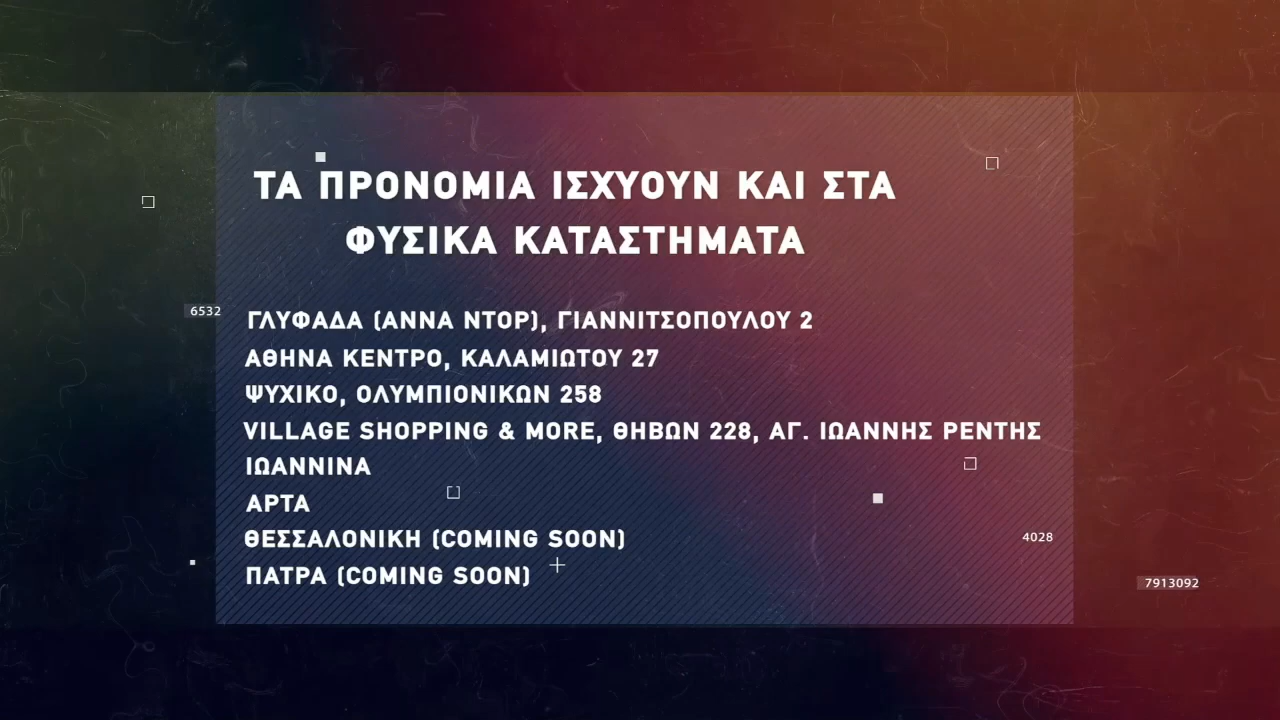 ΤΑ ΠΡΟΝΟΜΙΑ ΙΣΧΥΟΥΝ ΚΑΙ ΣΤΑ
ΦΥΣΙΚΑ ΚΑΤΑΣΤΗΜΑΤΑ
6532
ΓΛΥΦΑΔΑ (ΑΝΝΑ ΝΤΟΡ), ΓΙΑΝΝΙΤΣΟΠΟΥΛΟΥ 2
ΑΘΗΝΑ ΚΕΝΤΡΟ, ΚΑΛΑΜΙΩΤΟΥ 27
ΨΥΧΙΚΟ, ΟΛΥΜΠΙΟΝΙΚΩΝ 258
VILLAGE SHOPPING & MORE, ΘΗΒΩΝ 228, ΑΓ. ΙΩΑΝΝΗΣ ΡΕΝΤΗΣ
ΙΩΑΝΝΙΝΑ
ΑΡΤΑ
ΘΕΣΣΑΛΟΝΙΚΗ (COMING SOON)
4028
ΠΑΤΡΑ (COMING SOON)
7913092